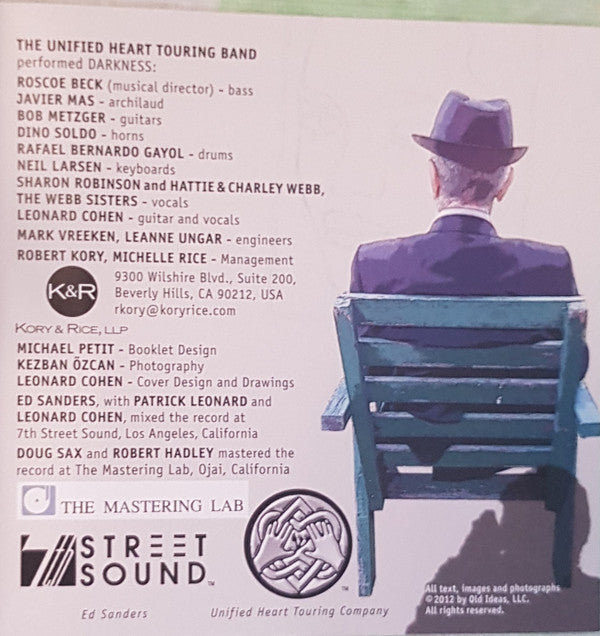 THE UNIFIED HEART TOURING BAND
performed DARKNESS:
ROSCOE BECK (musical director) - bass
JAVIER MAS - archilaud
BOB METZGER - guitars
DINO SOLDO - horns
RAFAEL BERNARDO GAYOL - drums
NEIL LARSEN - keyboards
SHARON ROBINSON and HATTIE & CHARLEY WEBB,
THE WEBB SISTERS - vocals
LEONARD COHEN - guitar and vocals
MARK VREEKEN, LEANNE UNGAR - engineers
ROBERT KORY, MICHELLE RICE - Management
K&R
9300 Wilshire Blvd., Suite 200,
Beverly Hills, CA 90212, USA
rkory@koryrice.com
KORY & RICE, LLP
MICHAEL PETIT - Booklet Design
KEZBAN ÖZCAN - Photography
LEONARD COHEN - Cover Design and Drawings
ED SANDERS, with PATRICK LEONARD and
LEONARD COHEN, mixed the record at
7th Street Sound, Los Angeles, California
DOUG SAX and ROBERT HADLEY mastered the
record at The Mastering Lab, Ojai, California
THE MASTERING LAB
7th STREET
SOUND™
™
Ed Sanders
Unified Heart Touring Company
All text, images and photographs
©2012 by Old Ideas, LLC.
All rights reserved.